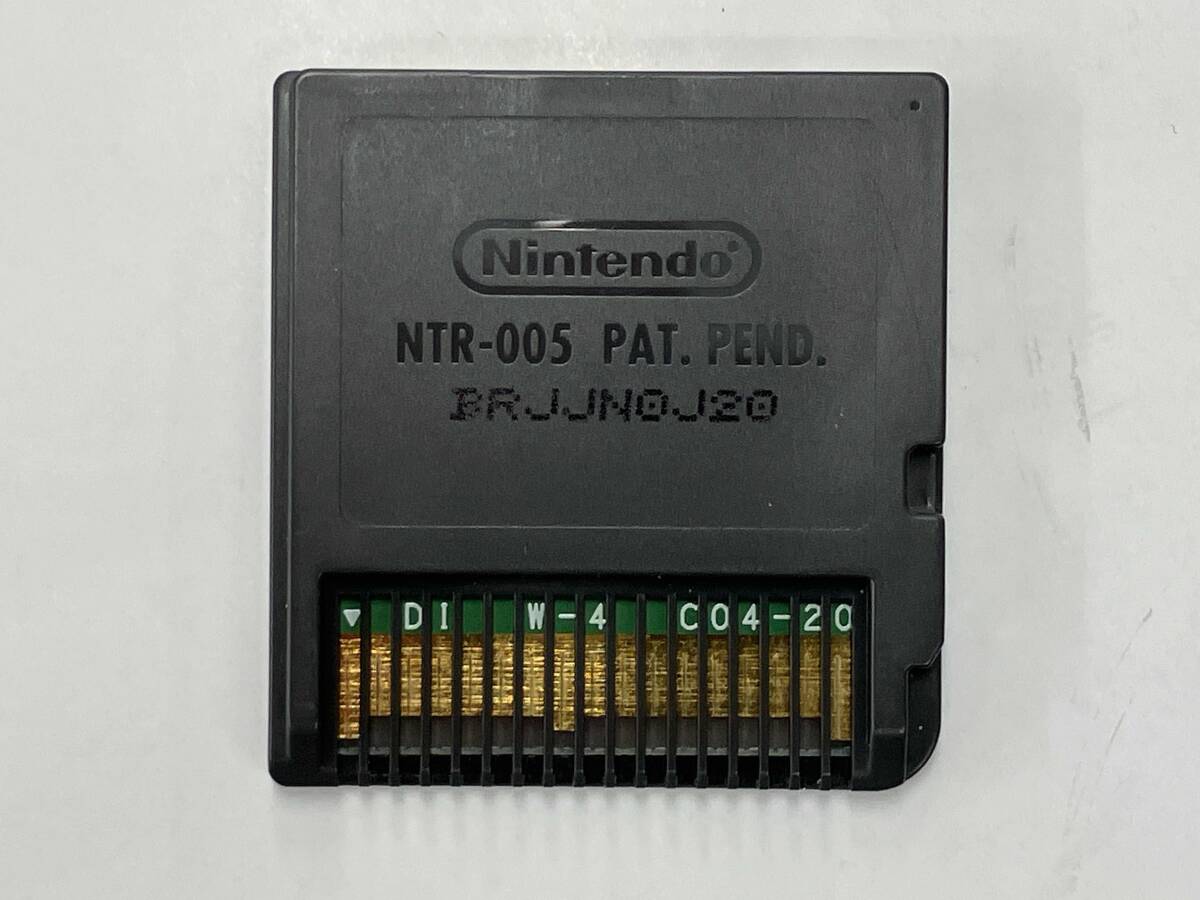 Nintendo®
NTR-005 PAT. PEND.
BRJJN0J20
▼ DI W-4 C04-20